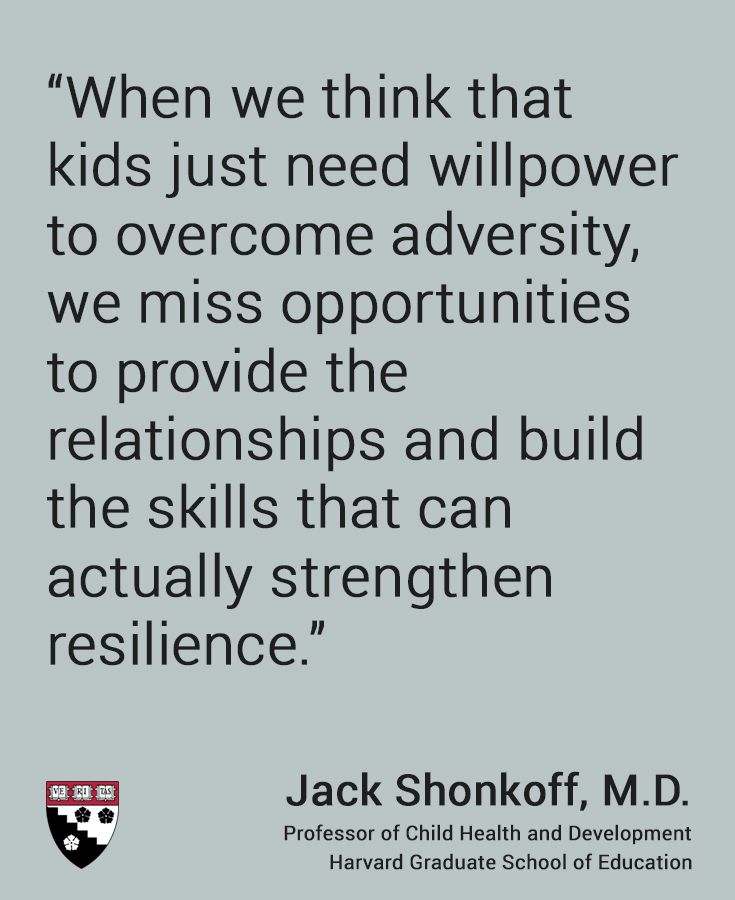 “When we think that
kids just need willpower
to overcome adversity,
we miss opportunities
to provide the
relationships and build
the skills that can
actually strengthen
resilience.”
VE RI TAS
Jack Shonkoff, M.D.
Professor of Child Health and Development
Harvard Graduate School of Education